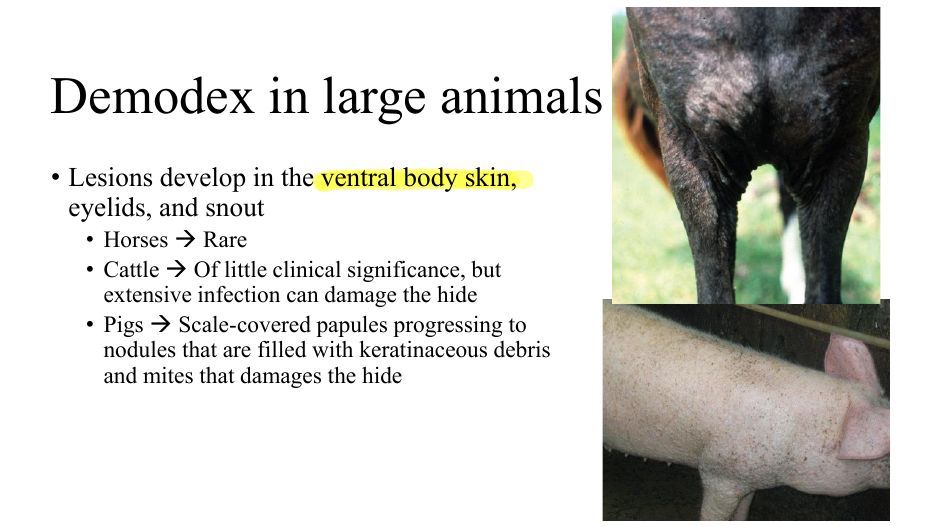 Demodex in large animals
• Lesions develop in the ventral body skin,
eyelids, and snout
• Horses → Rare
• Cattle → Of little clinical significance, but
extensive infection can damage the hide
• Pigs → Scale-covered papules progressing to
nodules that are filled with keratinaceous debris
and mites that damages the hide